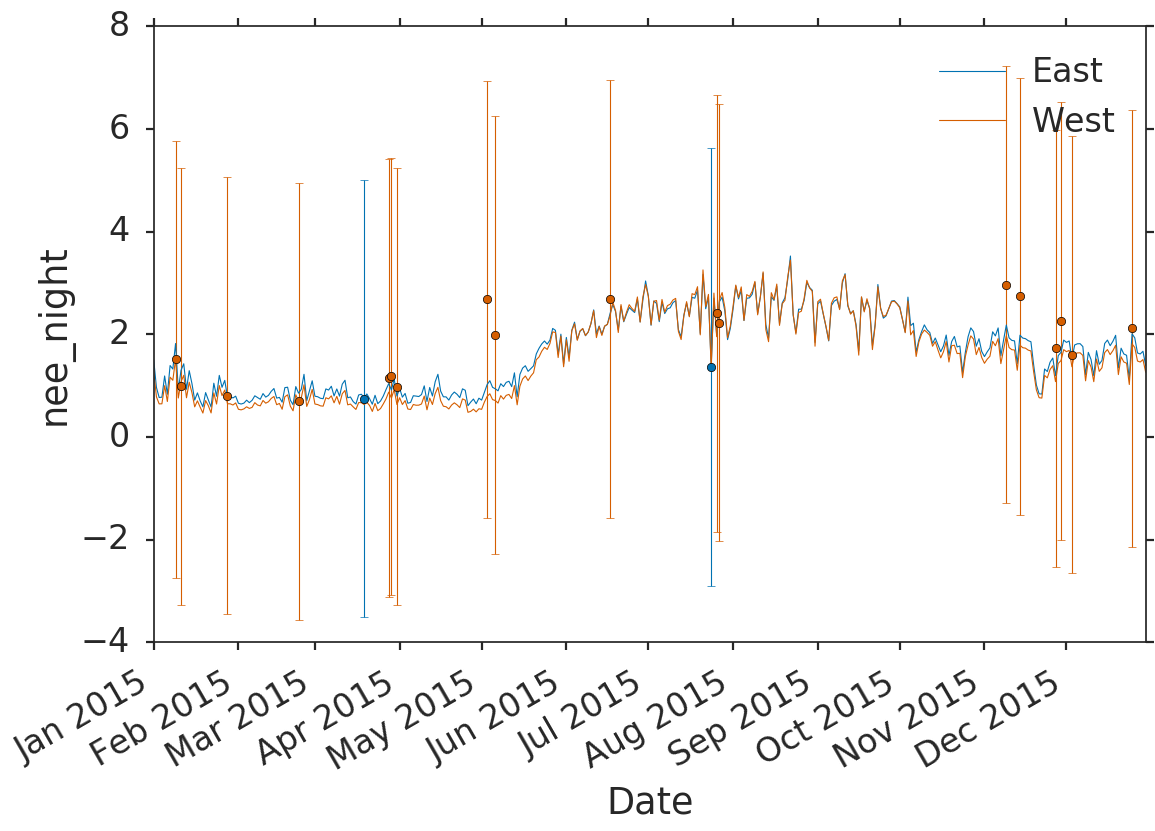 8
6
4
2
0
−2
−4
nee_night
East
West
Jan 2015
Feb 2015
Mar 2015
Apr 2015
May 2015
Jun 2015
Jul 2015
Aug 2015
Sep 2015
Oct 2015
Nov 2015
Dec 2015
Date